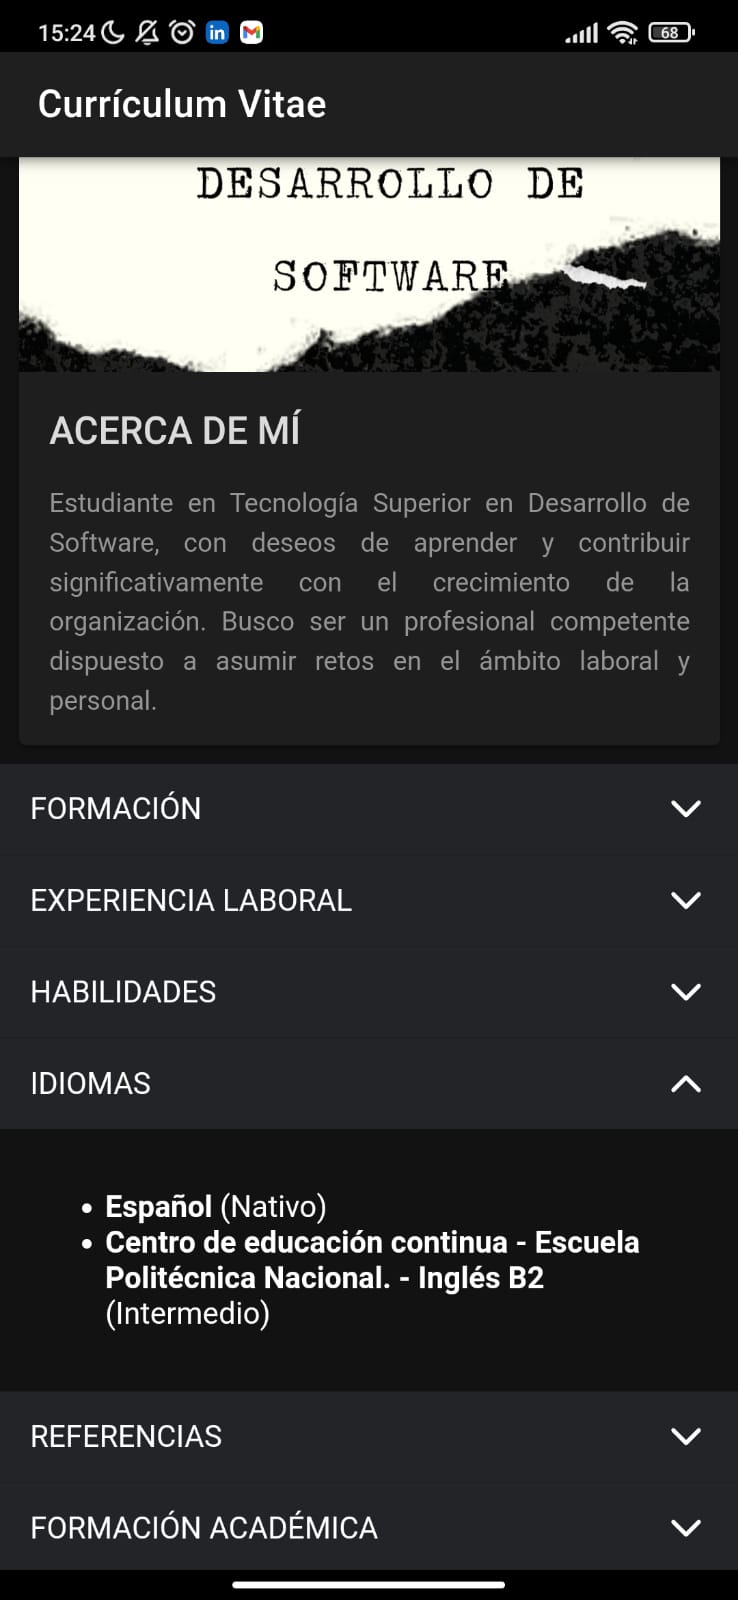 15:24
in
68
Currículum Vitae
DESARROLLO DE
SOFTWARE
ACERCA DE MÍ
Estudiante en Tecnología Superior en Desarrollo de
Software, con deseos de aprender y contribuir
significativamente con el crecimiento de la
organización. Busco ser un profesional competente
dispuesto a asumir retos en el ámbito laboral y
personal.
FORMACIÓN
EXPERIENCIA LABORAL
HABILIDADES
IDIOMAS
• Español (Nativo)
• Centro de educación continua - Escuela
Politécnica Nacional. - Inglés B2
(Intermedio)
REFERENCIAS
FORMACIÓN ACADÉMICA